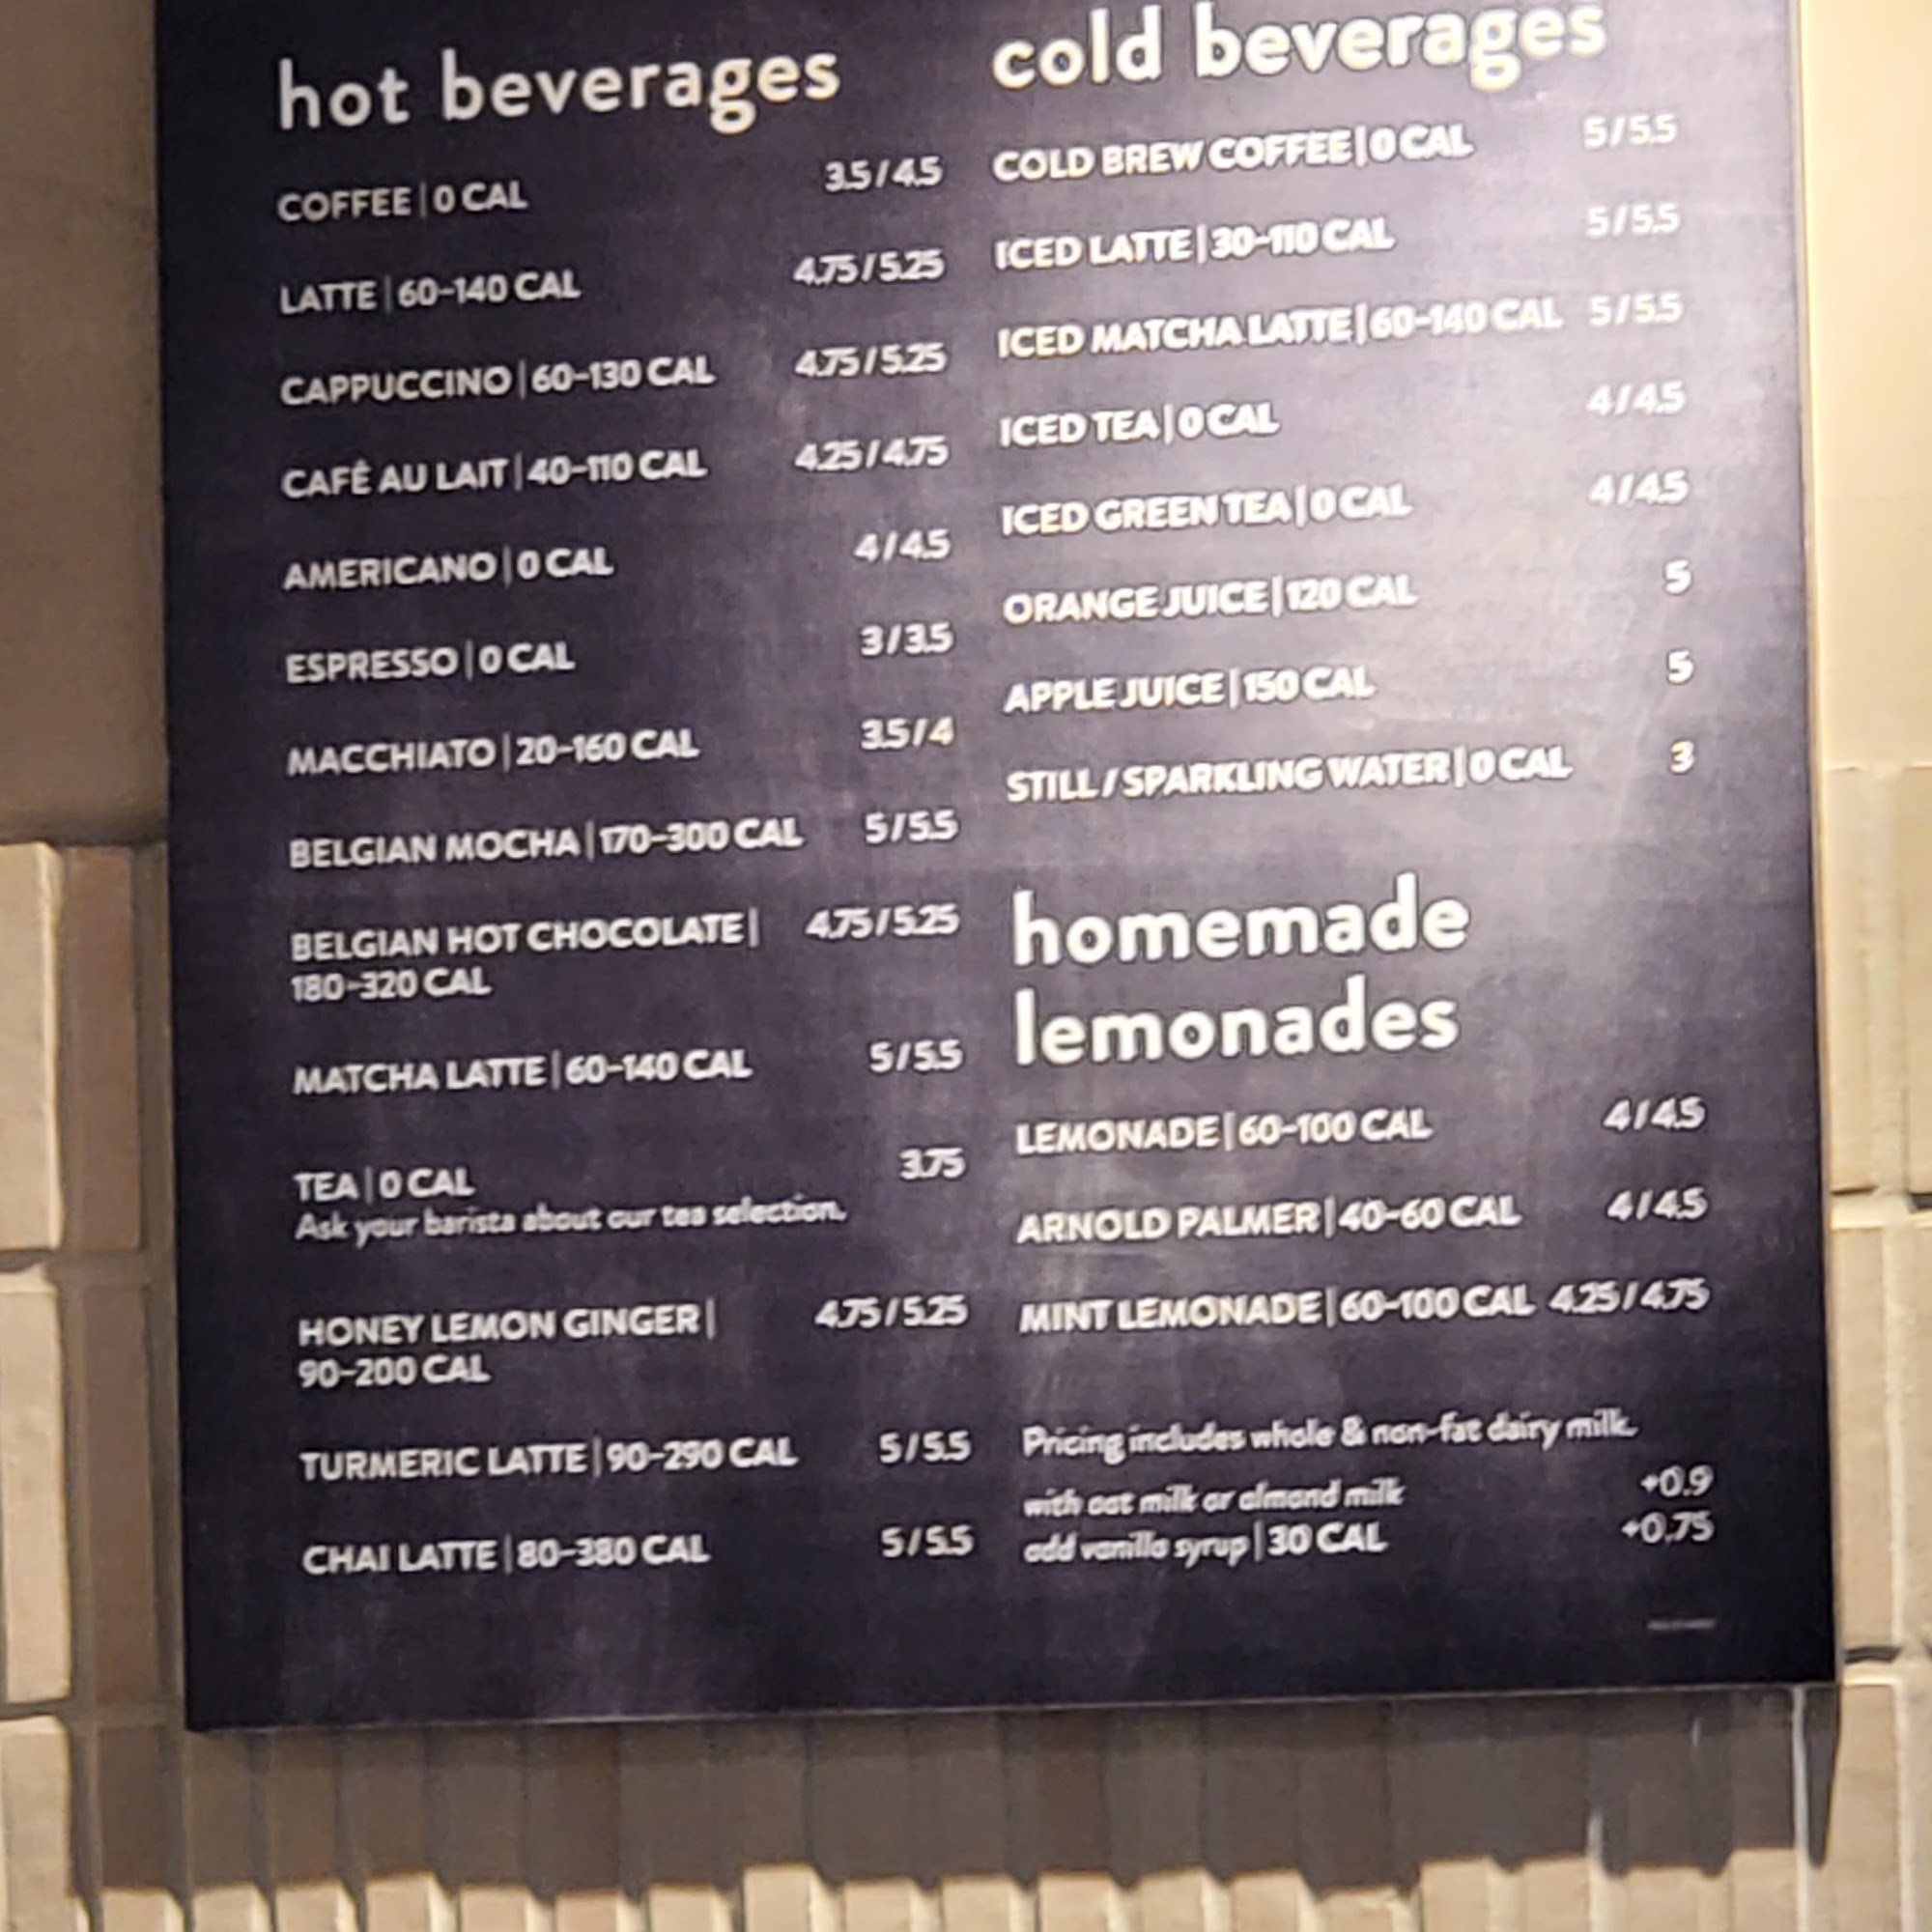 hot beverages
COFFEE | 0 CAL 3.5 / 4.5
LATTE | 60-140 CAL 4.75 / 5.25
CAPPUCCINO | 60-130 CAL 4.75 / 5.25
CAFÉ AU LAIT | 40-110 CAL 4.25 / 4.75
AMERICANO | 0 CAL 4 / 4.5
ESPRESSO | 0 CAL 3 / 3.5
MACCHIATO | 20-160 CAL 3.5 / 4
BELGIAN MOCHA | 170-300 CAL 5 / 5.5
BELGIAN HOT CHOCOLATE | 4.75 / 5.25
180-320 CAL
MATCHA LATTE | 60-140 CAL 5 / 5.5
TEA | 0 CAL 3.75
Ask your barista about our tea selection.
HONEY LEMON GINGER | 4.75 / 5.25
90-200 CAL
TURMERIC LATTE | 90-290 CAL 5 / 5.5
CHAI LATTE | 80-380 CAL 5 / 5.5
cold beverages
COLD BREW COFFEE | 0 CAL 5 / 5.5
ICED LATTE | 30-110 CAL 5 / 5.5
ICED MATCHA LATTE | 60-140 CAL 5 / 5.5
ICED TEA | 0 CAL 4 / 4.5
ICED GREEN TEA | 0 CAL 4 / 4.5
ORANGE JUICE | 120 CAL 5
APPLE JUICE | 150 CAL 5
STILL / SPARKLING WATER | 0 CAL 3
homemade
lemonades
LEMONADE | 60-100 CAL 4 / 4.5
ARNOLD PALMER | 40-60 CAL 4 / 4.5
MINT LEMONADE | 60-100 CAL 4.25 / 4.75
Pricing includes whole & non-fat dairy milk.
with oat milk or almond milk +0.9
add vanilla syrup | 30 CAL +0.75